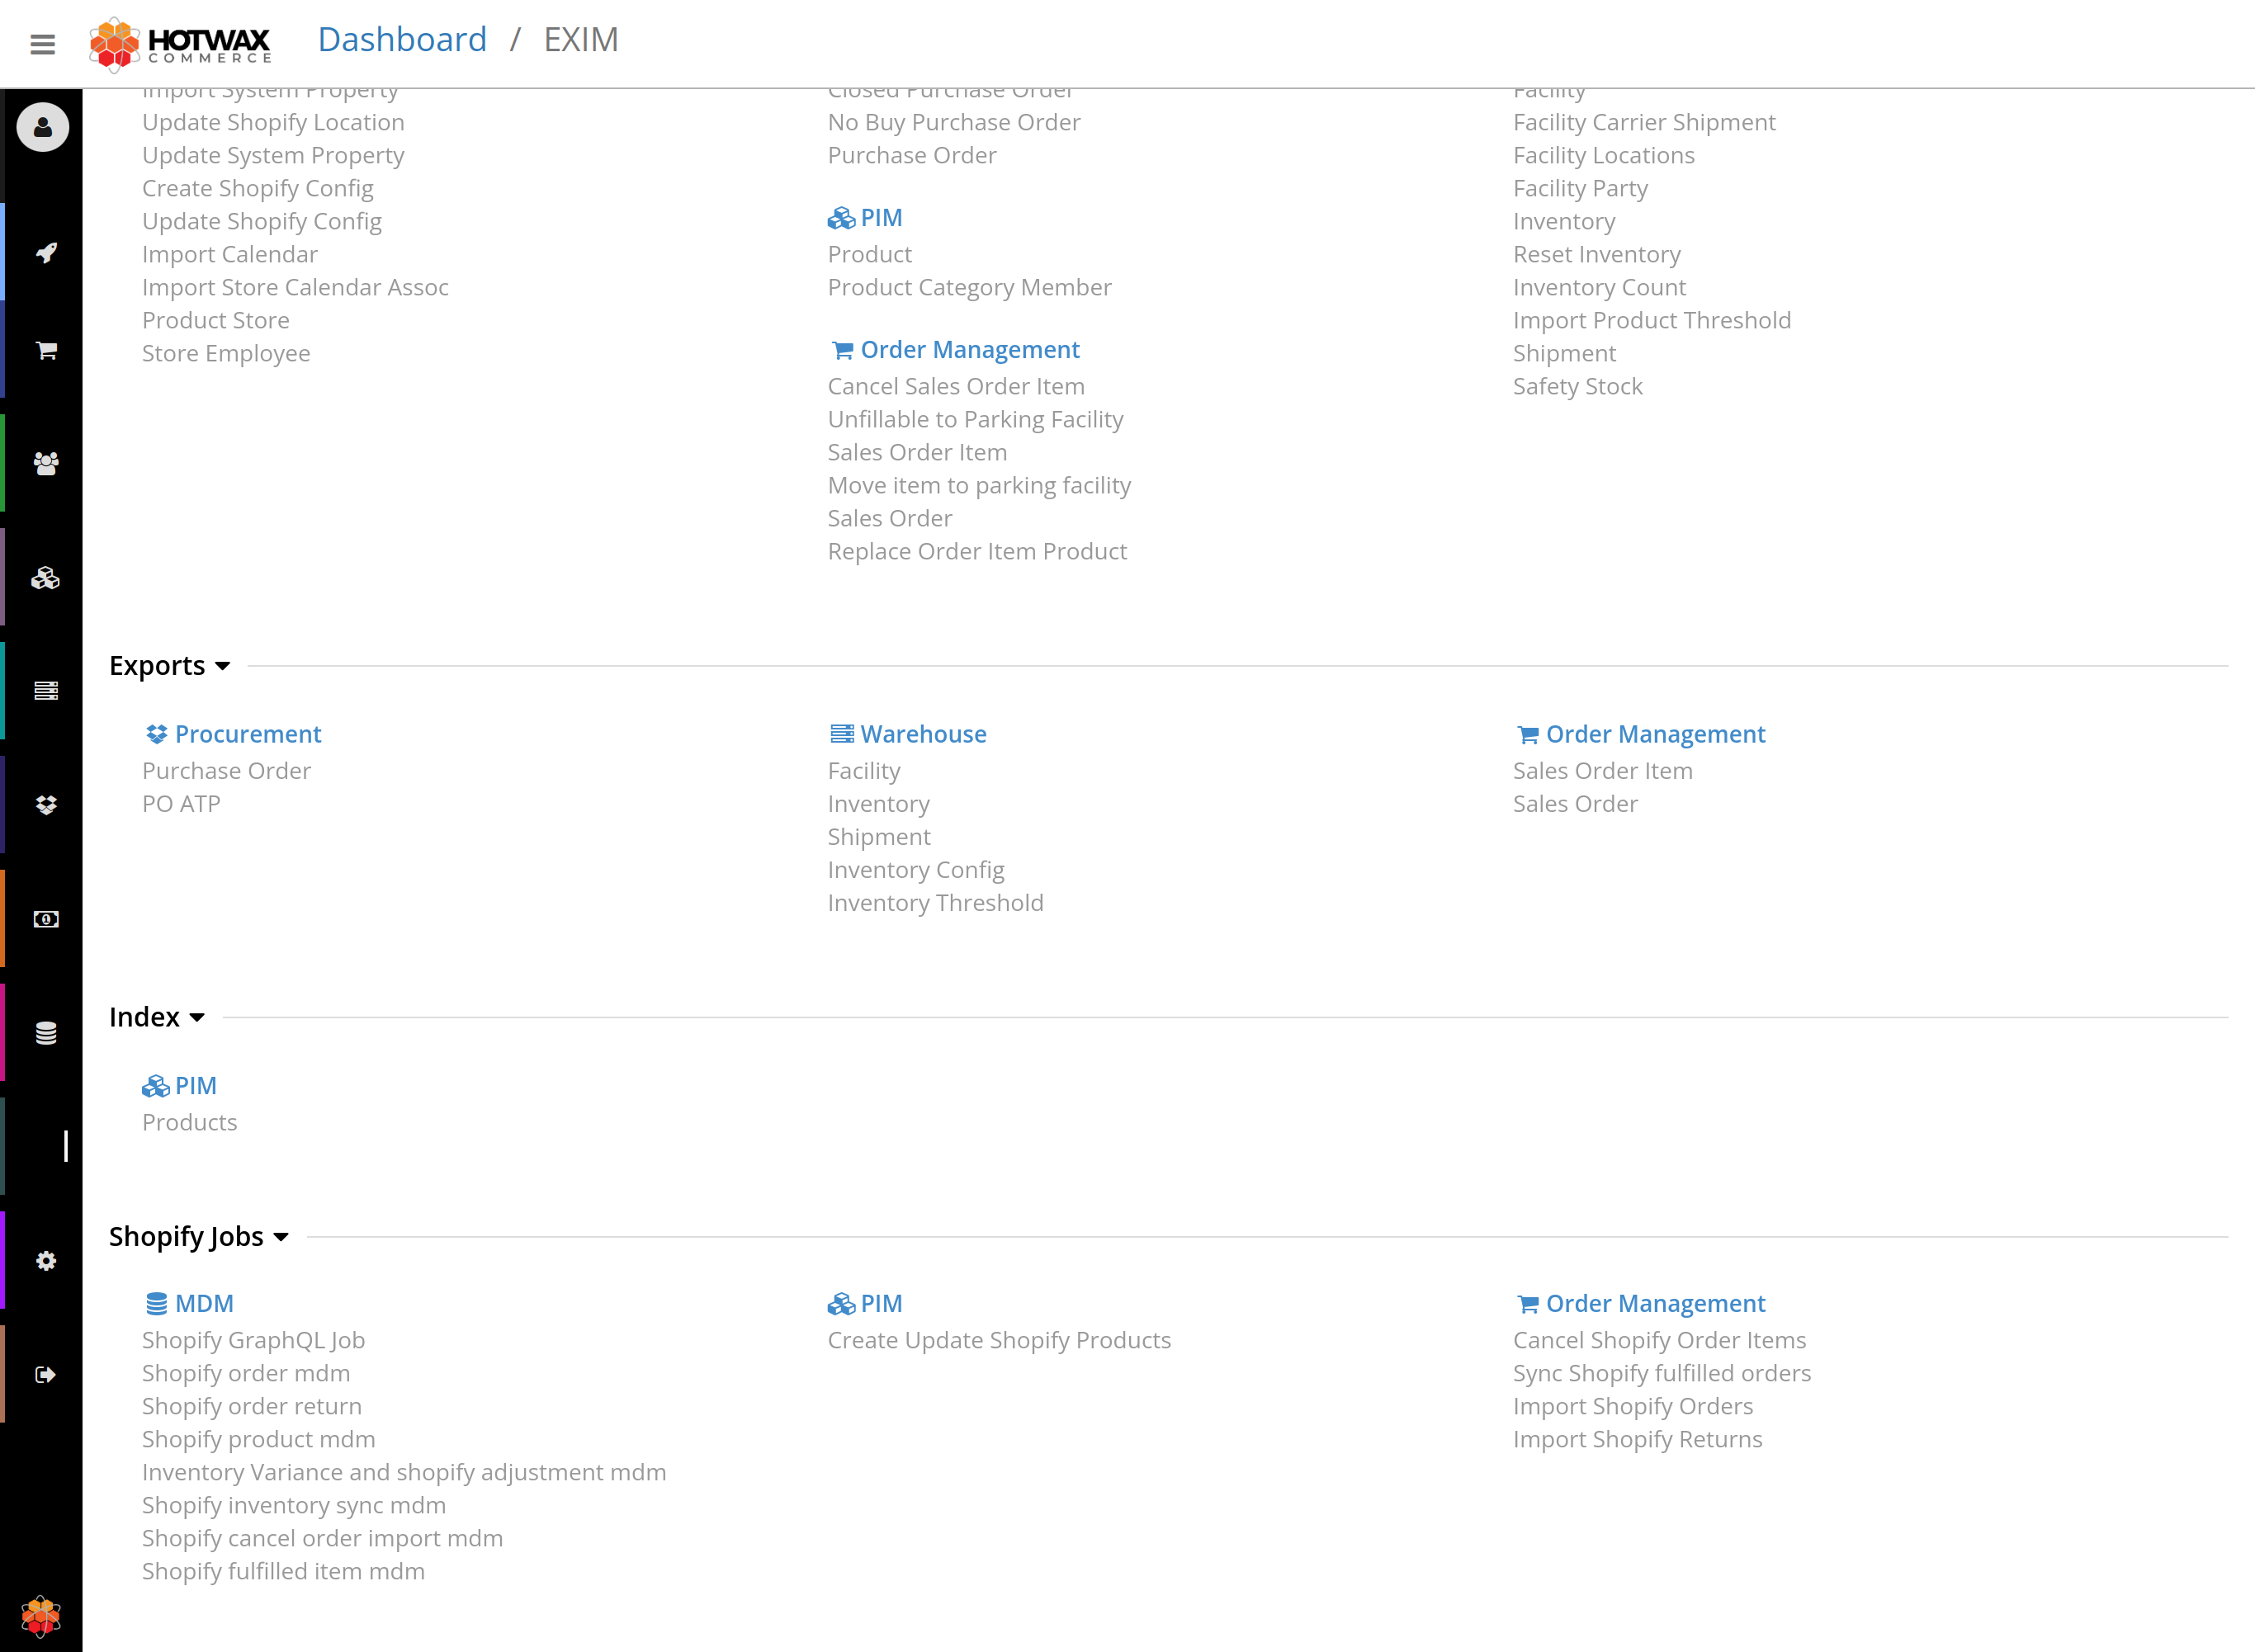 HOTWAX
COMMERCE
Dashboard / EXIM
Import System Property
Update Shopify Location
Update System Property
Create Shopify Config
Update Shopify Config
Import Calendar
Import Store Calendar Assoc
Product Store
Store Employee
Closed Purchase Order
No Buy Purchase Order
Purchase Order
PIM
Product
Product Category Member
Order Management
Cancel Sales Order Item
Unfillable to Parking Facility
Sales Order Item
Move item to parking facility
Sales Order
Replace Order Item Product
Facility
Facility Carrier Shipment
Facility Locations
Facility Party
Inventory
Reset Inventory
Inventory Count
Import Product Threshold
Shipment
Safety Stock
Exports
Procurement
Purchase Order
PO ATP
Warehouse
Facility
Inventory
Shipment
Inventory Config
Inventory Threshold
Order Management
Sales Order Item
Sales Order
Index
PIM
Products
Shopify Jobs
MDM
Shopify GraphQL Job
Shopify order mdm
Shopify order return
Shopify product mdm
Inventory Variance and shopify adjustment mdm
Shopify inventory sync mdm
Shopify cancel order import mdm
Shopify fulfilled item mdm
PIM
Create Update Shopify Products
Order Management
Cancel Shopify Order Items
Sync Shopify fulfilled orders
Import Shopify Orders
Import Shopify Returns